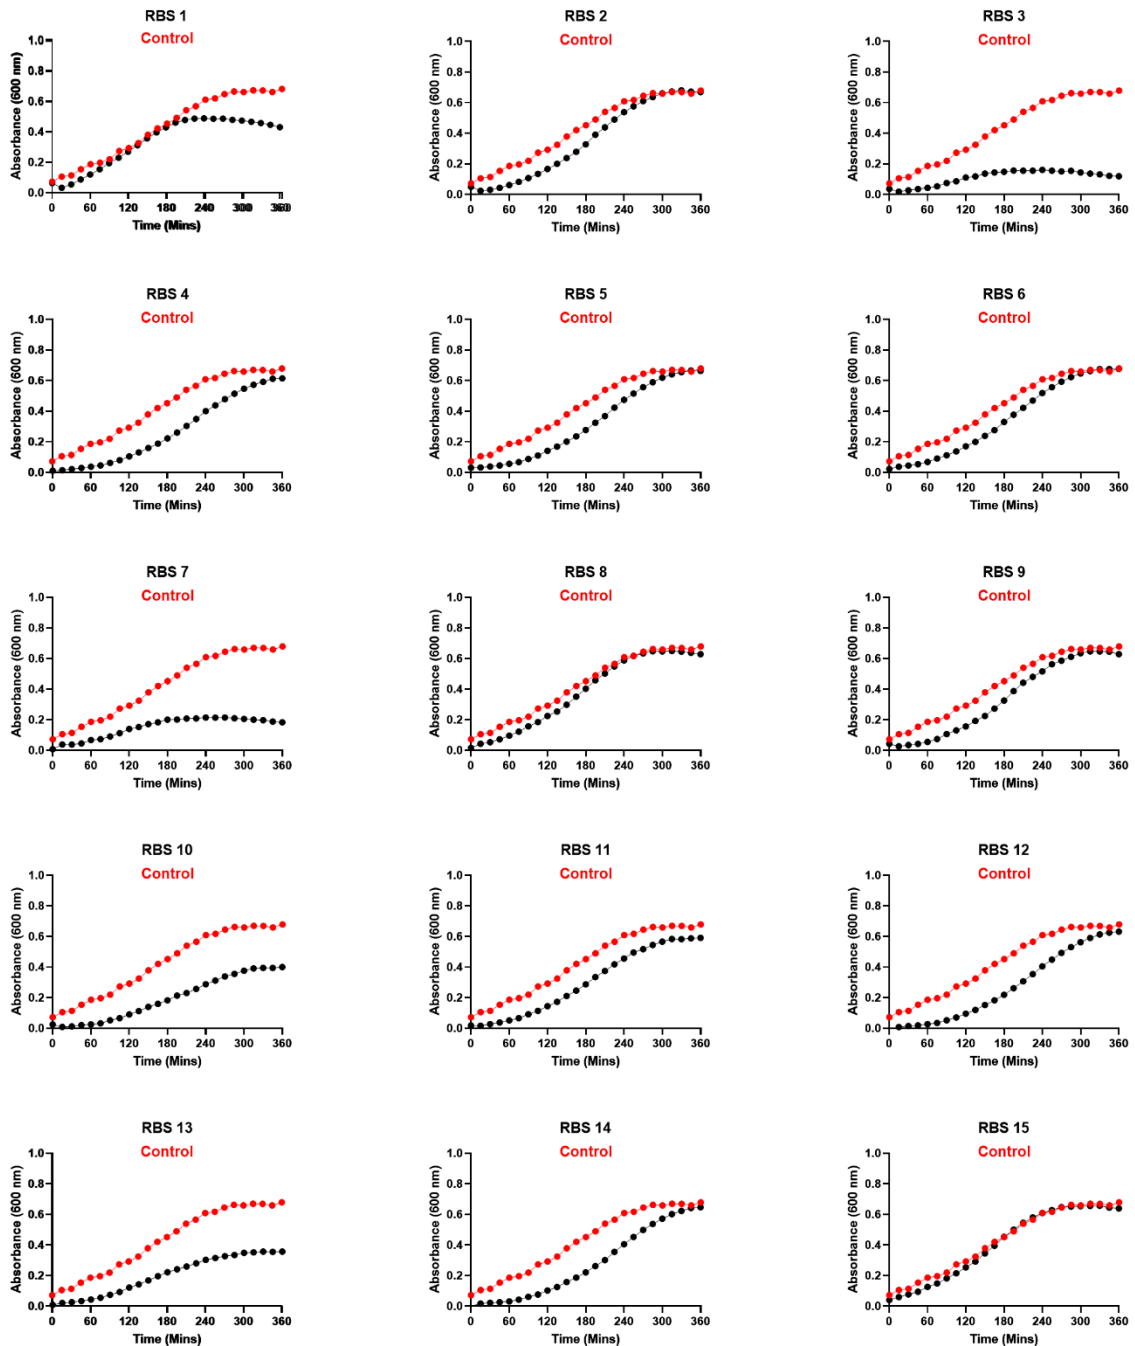 RBS 1
Control
Absorbance (600 nm)
1.0
0.8
0.6
0.4
0.2
0.0
0 60 120 180 240 300 360
Time (Mins)
RBS 2
Control
Absorbance (600 nm)
1.0
0.8
0.6
0.4
0.2
0.0
0 60 120 180 240 300 360
Time (Mins)
RBS 3
Control
Absorbance (600 nm)
1.0
0.8
0.6
0.4
0.2
0.0
0 60 120 180 240 300 360
Time (Mins)
RBS 4
Control
Absorbance (600 nm)
1.0
0.8
0.6
0.4
0.2
0.0
0 60 120 180 240 300 360
Time (Mins)
RBS 5
Control
Absorbance (600 nm)
1.0
0.8
0.6
0.4
0.2
0.0
0 60 120 180 240 300 360
Time (Mins)
RBS 6
Control
Absorbance (600 nm)
1.0
0.8
0.6
0.4
0.2
0.0
0 60 120 180 240 300 360
Time (Mins)
RBS 7
Control
Absorbance (600 nm)
1.0
0.8
0.6
0.4
0.2
0.0
0 60 120 180 240 300 360
Time (Mins)
RBS 8
Control
Absorbance (600 nm)
1.0
0.8
0.6
0.4
0.2
0.0
0 60 120 180 240 300 360
Time (Mins)
RBS 9
Control
Absorbance (600 nm)
1.0
0.8
0.6
0.4
0.2
0.0
0 60 120 180 240 300 360
Time (Mins)
RBS 10
Control
Absorbance (600 nm)
1.0
0.8
0.6
0.4
0.2
0.0
0 60 120 180 240 300 360
Time (Mins)
RBS 11
Control
Absorbance (600 nm)
1.0
0.8
0.6
0.4
0.2
0.0
0 60 120 180 240 300 360
Time (Mins)
RBS 12
Control
Absorbance (600 nm)
1.0
0.8
0.6
0.4
0.2
0.0
0 60 120 180 240 300 360
Time (Mins)
RBS 13
Control
Absorbance (600 nm)
1.0
0.8
0.6
0.4
0.2
0.0
0 60 120 180 240 300 360
Time (Mins)
RBS 14
Control
Absorbance (600 nm)
1.0
0.8
0.6
0.4
0.2
0.0
0 60 120 180 240 300 360
Time (Mins)
RBS 15
Control
Absorbance (600 nm)
1.0
0.8
0.6
0.4
0.2
0.0
0 60 120 180 240 300 360
Time (Mins)